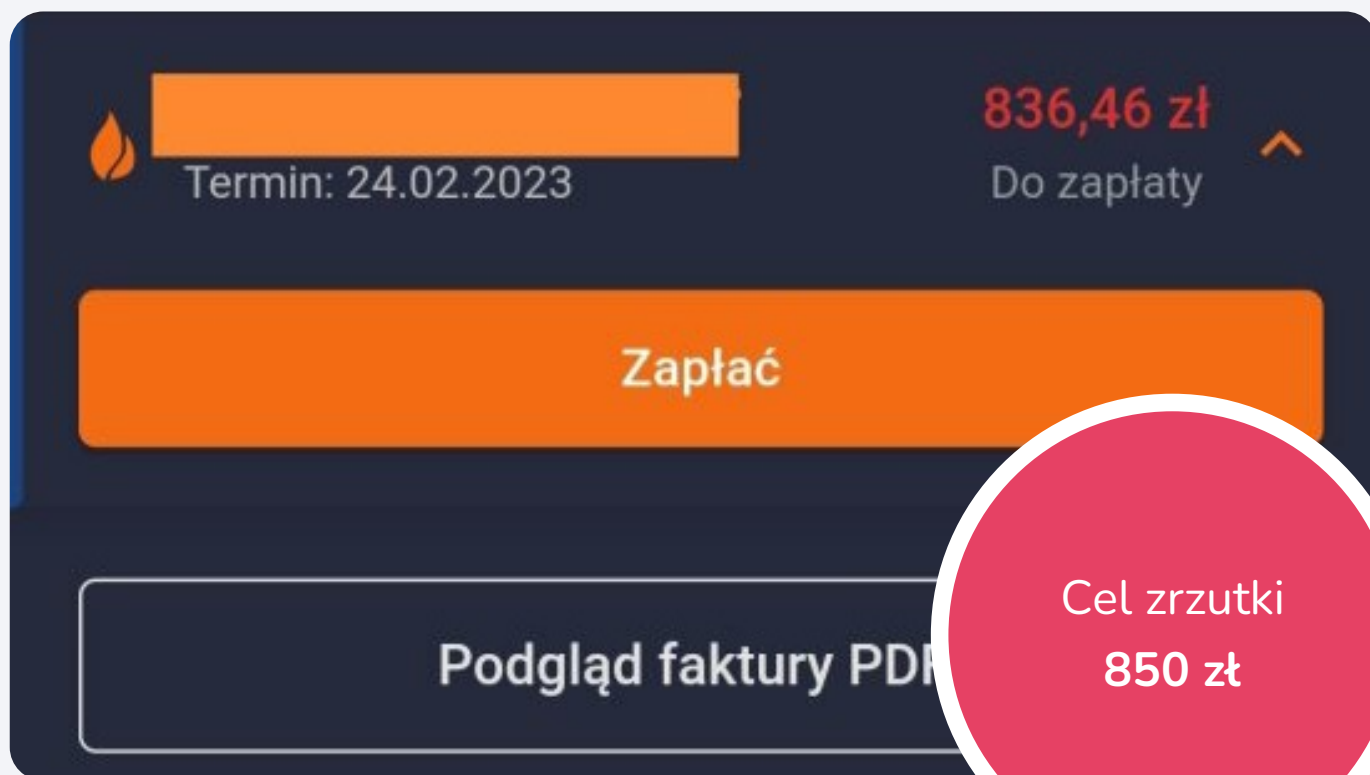 836,46 zł
Termin: 24.02.2023
Do zapłaty
Zapłać
Podgląd faktury PDF
Cel zrzutki
850 zł